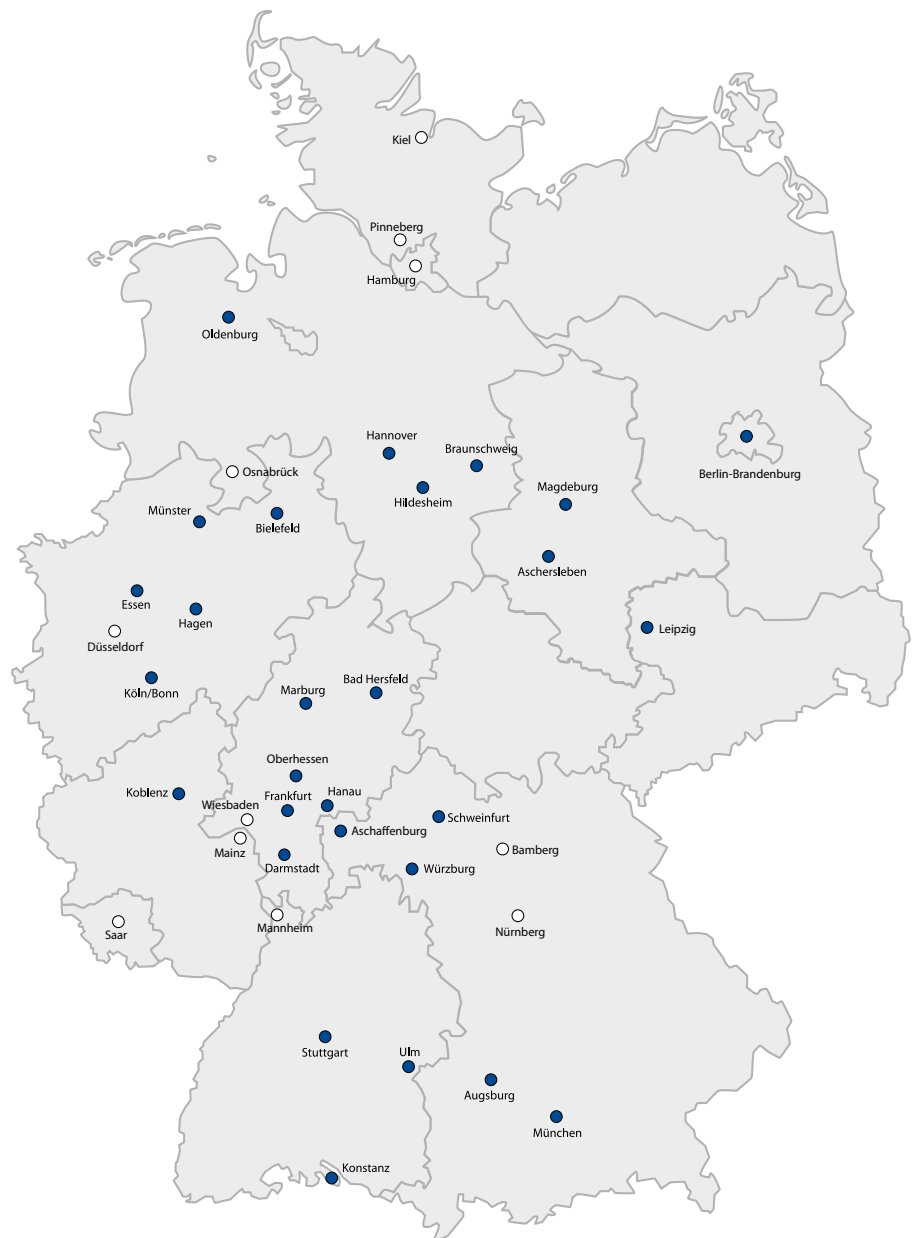 Kiel
Pinneberg
Hamburg
Oldenburg
Hannover
Braunschweig
Berlin-Brandenburg
Osnabrück
Hildesheim
Magdeburg
Münster
Bielefeld
Aschersleben
Essen
Hagen
Leipzig
Düsseldorf
Köln/Bonn
Marburg
Bad Hersfeld
Oberhessen
Koblenz
Frankfurt
Hanau
Wiesbaden
Schweinfurt
Aschaffenburg
Mainz
Bamberg
Darmstadt
Würzburg
Mannheim
Saar
Nürnberg
Stuttgart
Ulm
Augsburg
München
Konstanz